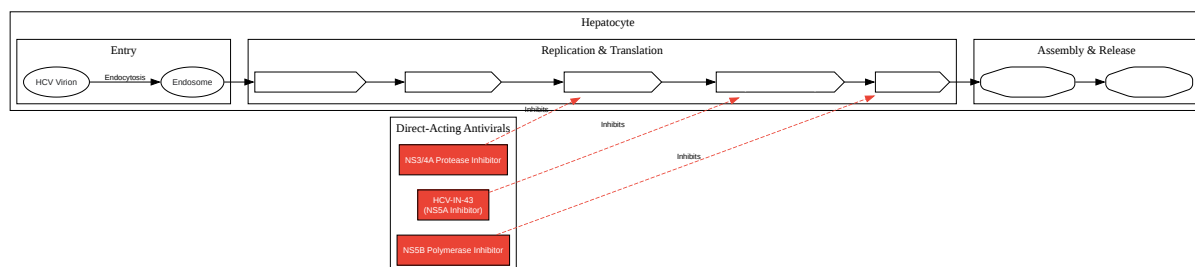 Hepatocyte
Entry
Replication & Translation
Assembly & Release
HCV Virion
Endocytosis
Endosome
Inhibits
Inhibits
Inhibits
Direct-Acting Antivirals
NS3/4A Protease Inhibitor
HCV-IN-43
(NS5A Inhibitor)
NS5B Polymerase Inhibitor